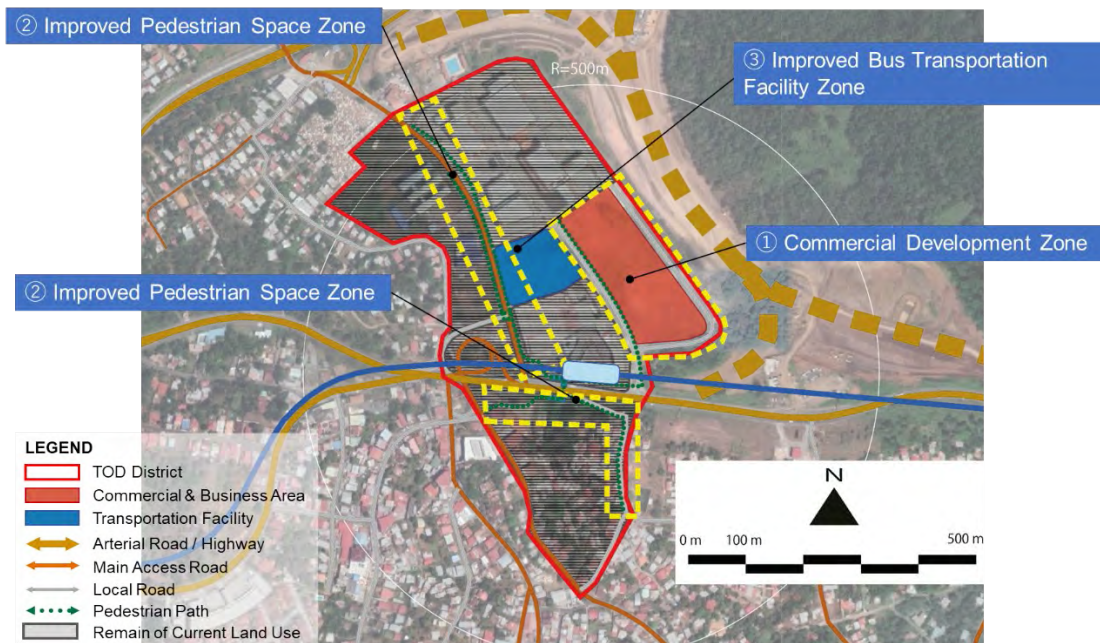 ② Improved Pedestrian Space Zone
R=500m
③ Improved Bus Transportation
Facility Zone
① Commercial Development Zone
② Improved Pedestrian Space Zone
LEGEND
TOD District
Commercial & Business Area
Transportation Facility
Arterial Road / Highway
Main Access Road
Local Road
Pedestrian Path
Remain of Current Land Use
N
0 m 100 m 500 m